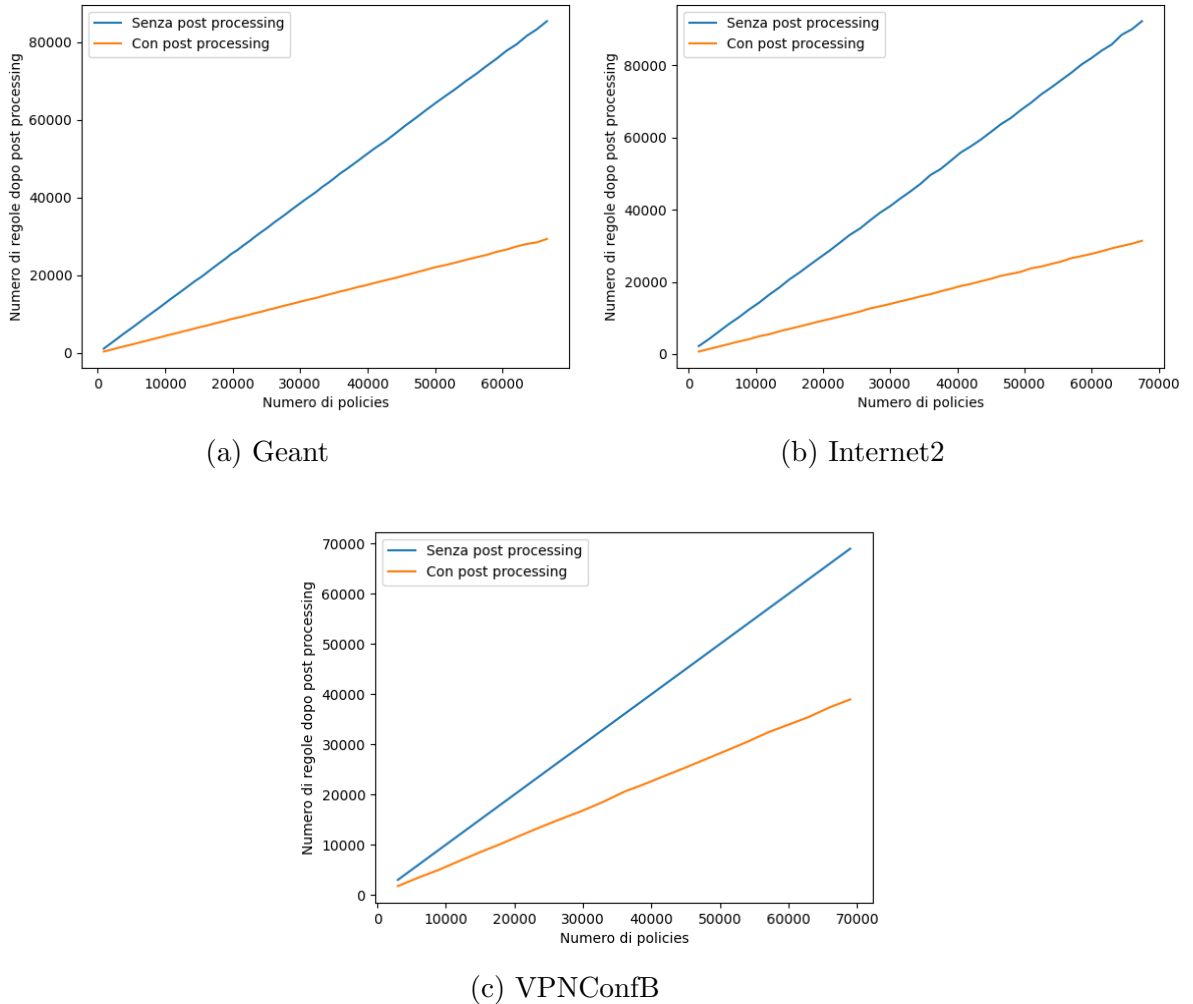 Senza post processing
Con post processing
Numero di regole dopo post processing
80000
60000
40000
20000
0
0 10000 20000 30000 40000 50000 60000
Numero di policies
(a) Geant
Senza post processing
Con post processing
Numero di regole dopo post processing
80000
60000
40000
20000
0
0 10000 20000 30000 40000 50000 60000 70000
Numero di policies
(b) Internet2
Senza post processing
Con post processing
Numero di regole dopo post processing
70000
60000
50000
40000
30000
20000
10000
0
0 10000 20000 30000 40000 50000 60000 70000
Numero di policies
(c) VPNConfB